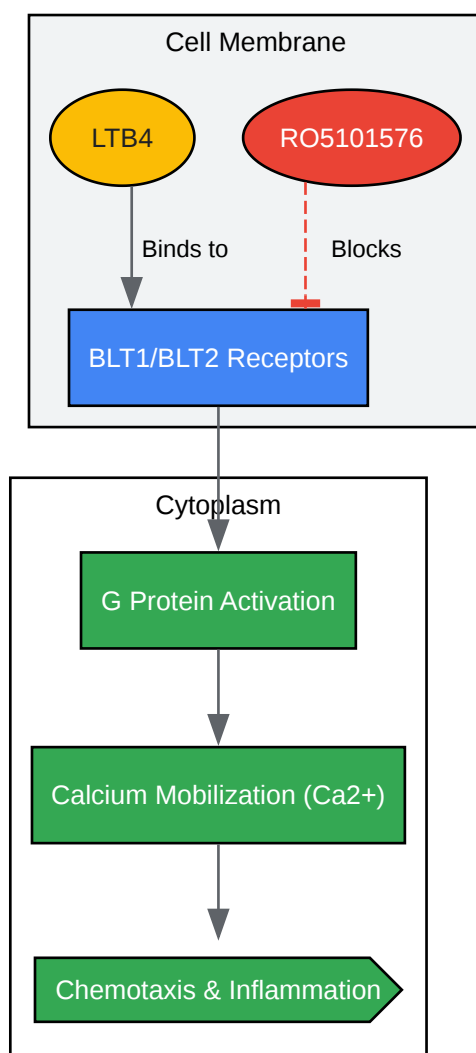 Cell Membrane
LTB4
RO5101576
Binds to
Blocks
BLT1/BLT2 Receptors
Cytoplasm
G Protein Activation
Calcium Mobilization (Ca2+)
Chemotaxis & Inflammation